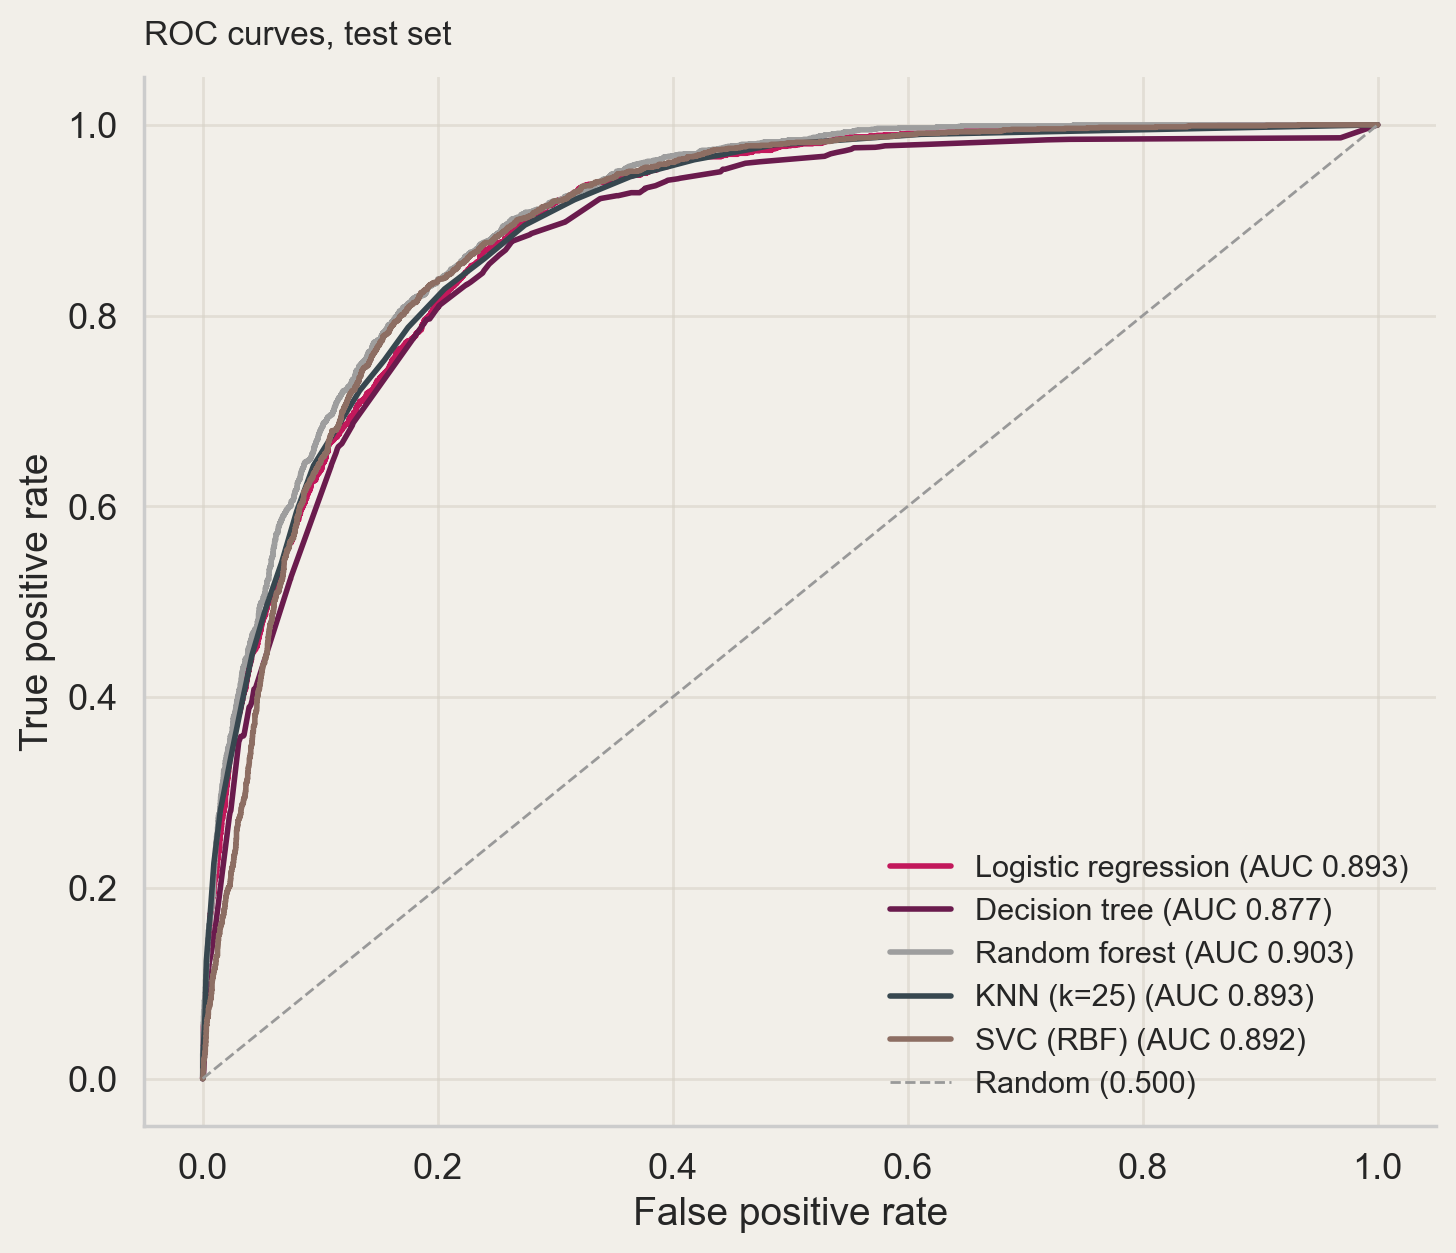 ROC curves, test set
True positive rate
1.0
0.8
0.6
0.4
0.2
0.0
Logistic regression (AUC 0.893)
Decision tree (AUC 0.877)
Random forest (AUC 0.903)
KNN (k=25) (AUC 0.893)
SVC (RBF) (AUC 0.892)
Random (0.500)
0.0 0.2 0.4 0.6 0.8 1.0
False positive rate